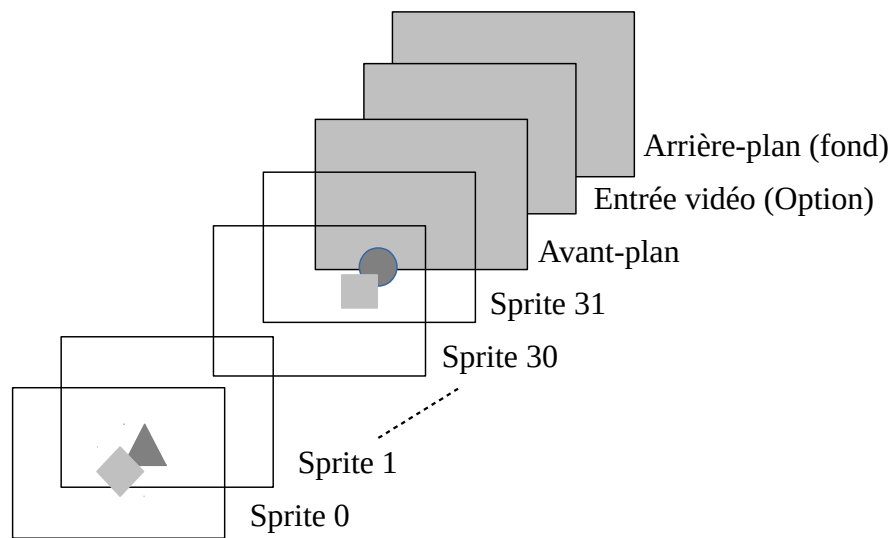 Arrière-plan (fond)
Entrée vidéo (Option)
Avant-plan
Sprite 31
Sprite 30
Sprite 1
Sprite 0